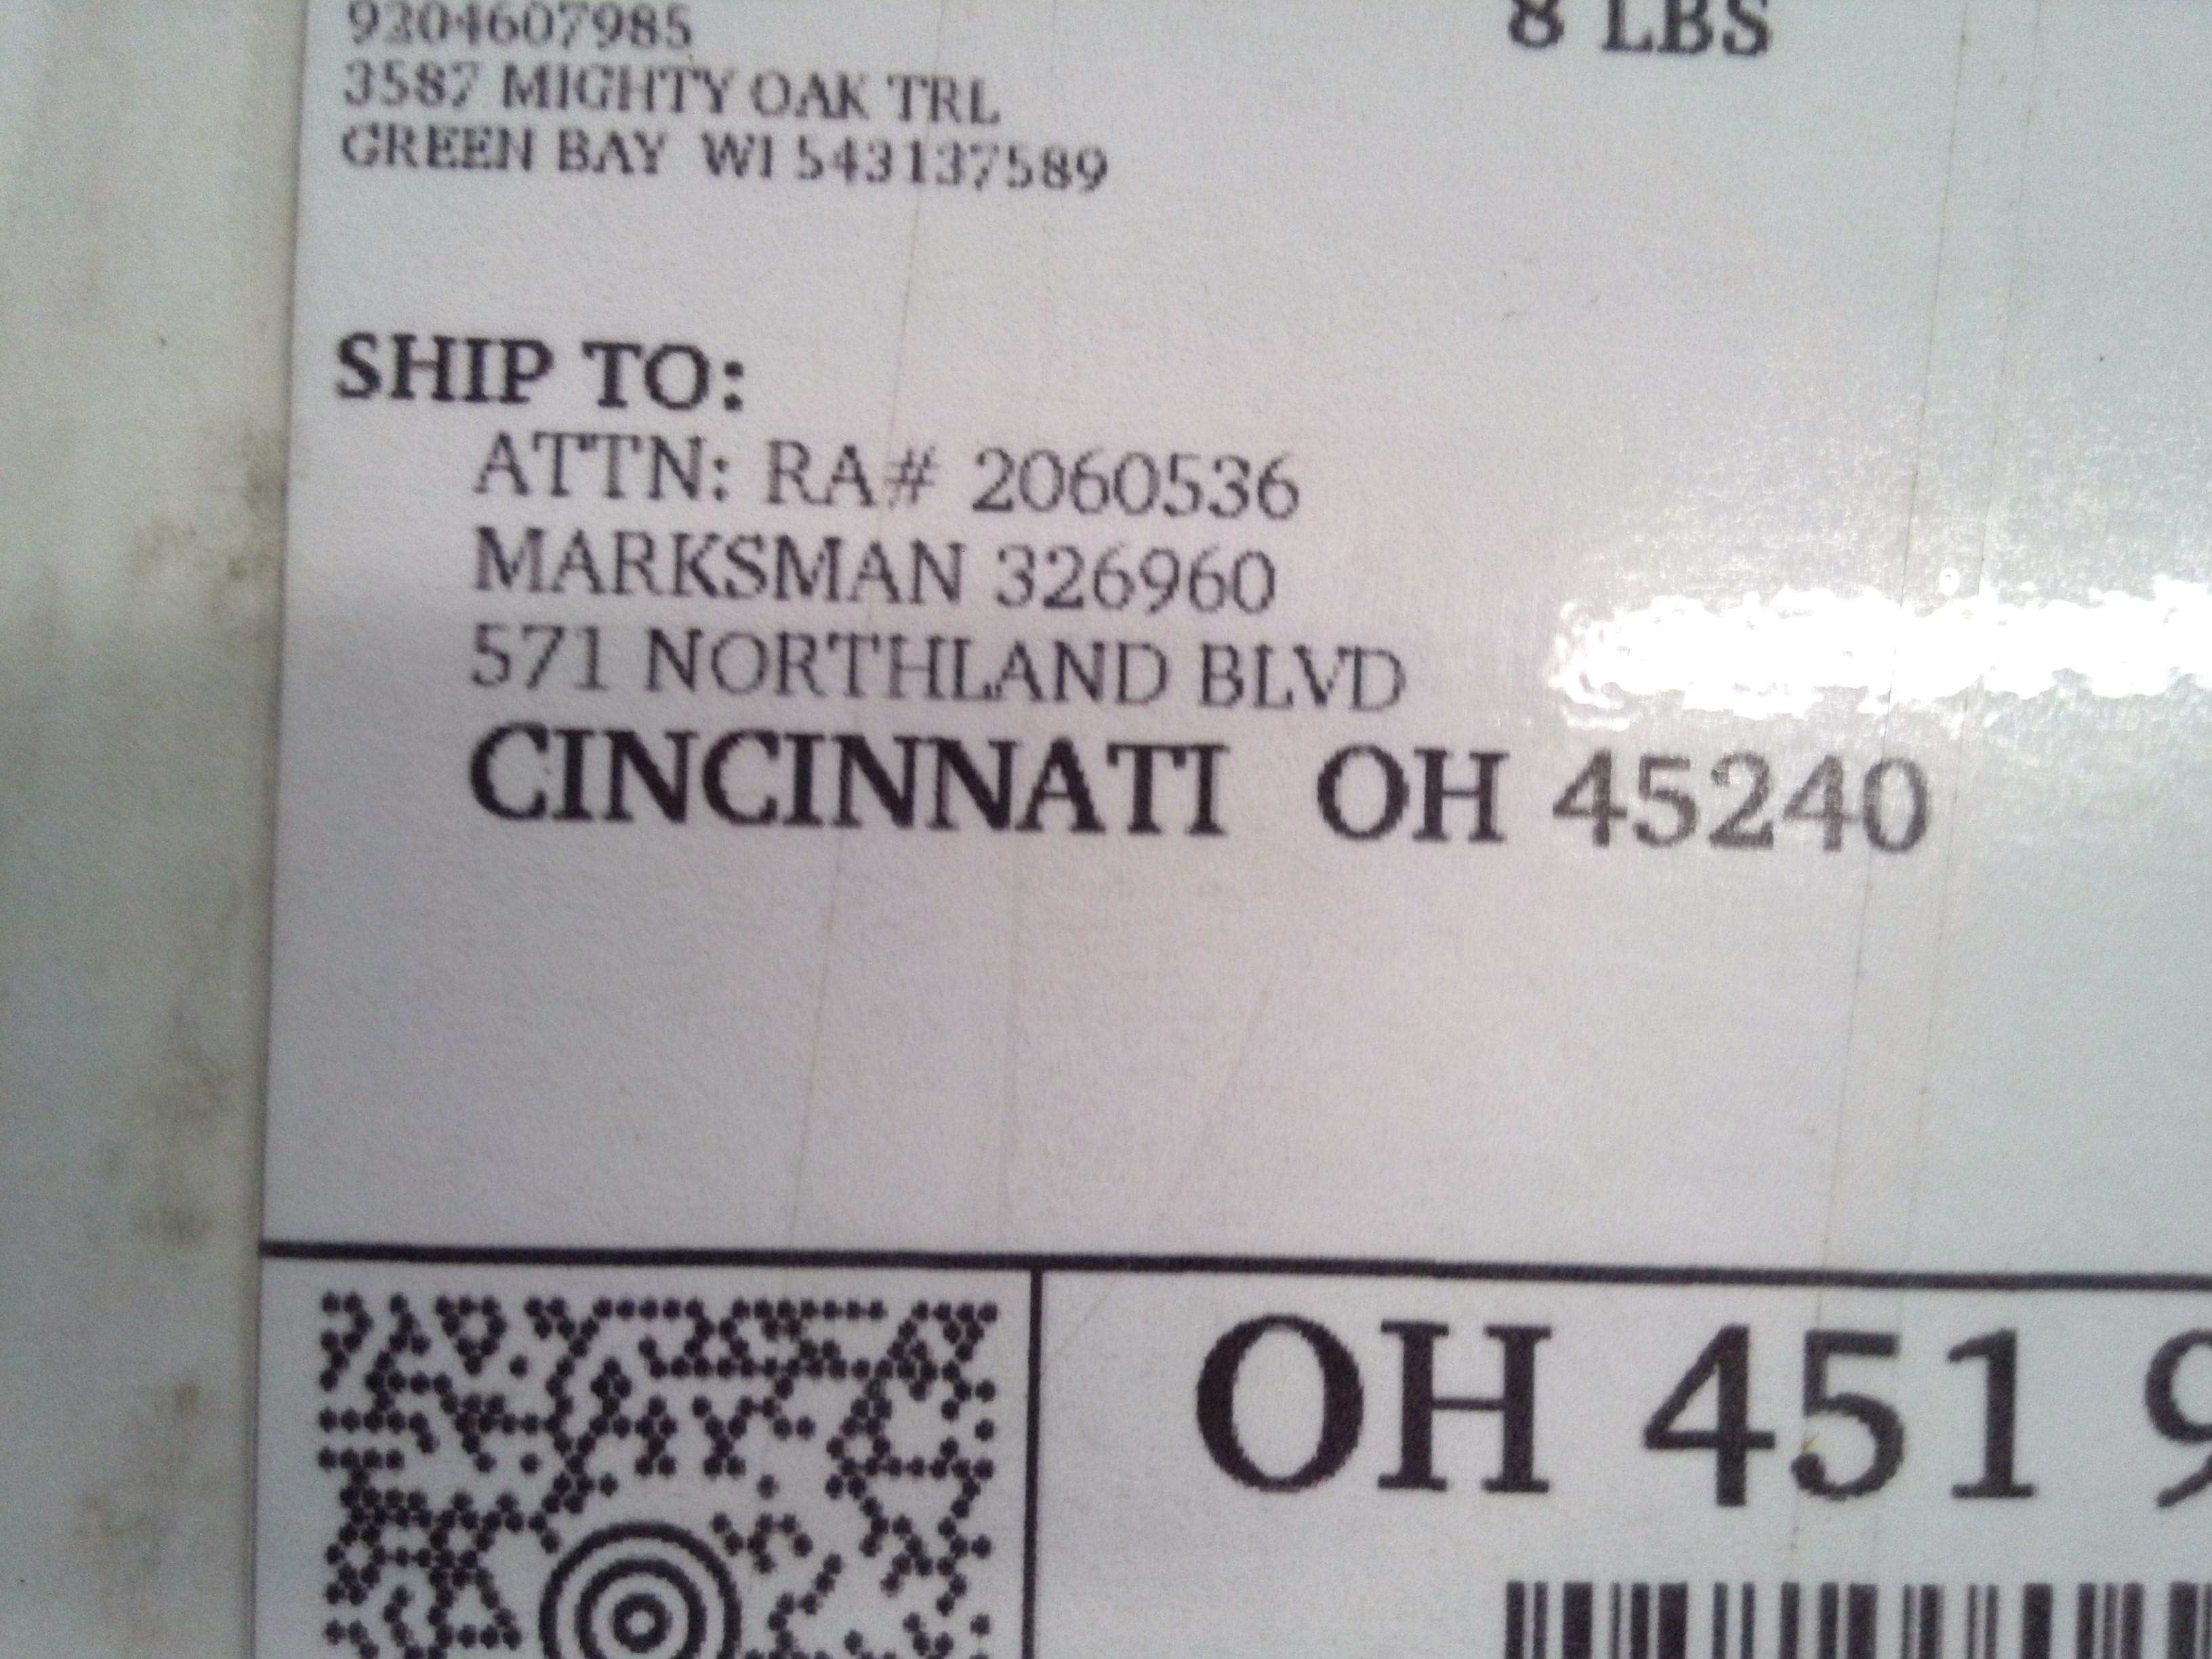 9204607985
8 LBS
3587 MIGHTY OAK TRL
GREEN BAY WI 543137589
SHIP TO:
ATTN: RA# 2060536
MARKSMAN 326960
571 NORTHLAND BLVD
CINCINNATI OH 45240
OH 451 9